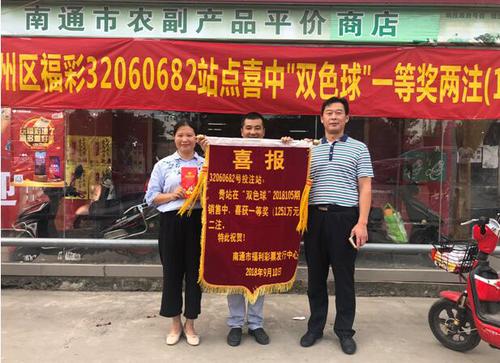 南通市农副产品平价商店
州区福彩32060682站点喜中"双色球"一等奖两注(1
喜报
32060682号投注站:
贵站在“双色球”2018105期
销售中,喜获一等奖(1251万元)
二注。
特此祝贺!
南通市福利彩票发行中心
2018年9月10日